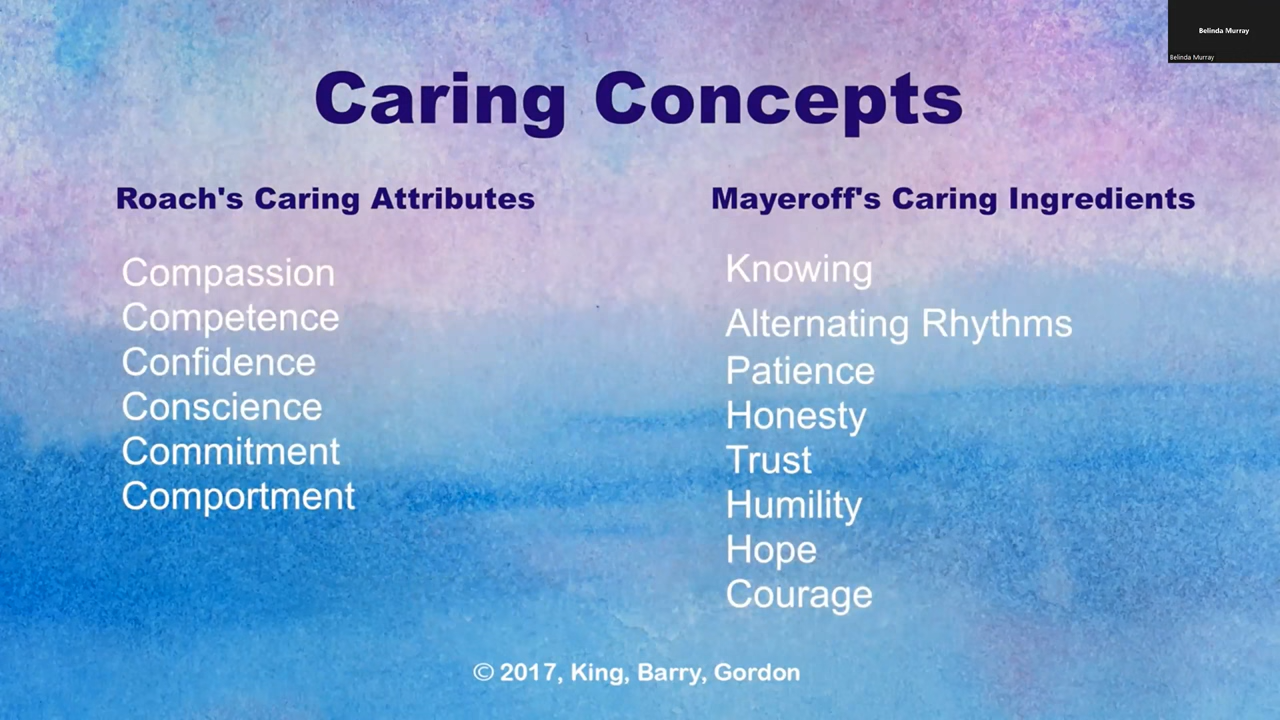 Belinda Murray
Belinda Murray
Caring Concepts
Roach's Caring Attributes
Compassion
Competence
Confidence
Conscience
Commitment
Comportment
Mayeroff's Caring Ingredients
Knowing
Alternating Rhythms
Patience
Honesty
Trust
Humility
Hope
Courage
© 2017, King, Barry, Gordon